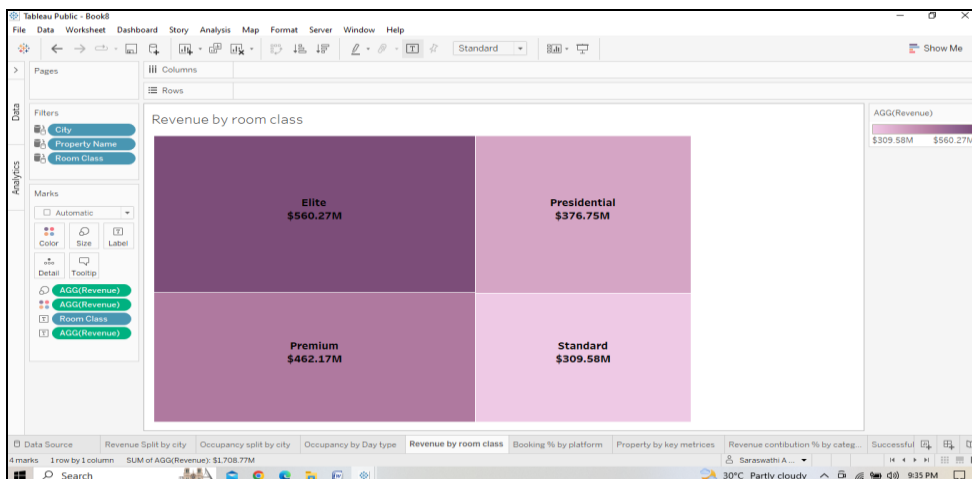 Tableau Public - Book8
File Data Worksheet Dashboard Story Analysis Map Format Server Window Help
Standard
Show Me
Pages
Columns
Rows
Data
Analytics
Filters
City
Property Name
Room Class
Marks
Automatic
Color Size Label
Detail Tooltip
AGG(Revenue)
AGG(Revenue)
Room Class
AGG(Revenue)
Revenue by room class
Elite
$560.27M
Presidential
$376.75M
Premium
$462.17M
Standard
$309.58M
AGG(Revenue)
$309.58M $560.27M
Data Source Revenue Split by city Occupancy split by city Occupancy by Day type Revenue by room class Booking % by platform Property by key metrices Revenue contibution % by categ... Successful
4 marks 1 row by 1 column SUM of AGG(Revenue): $1,708.77M Saraswathi A ...
Search 30°C Partly cloudy 9:35 PM